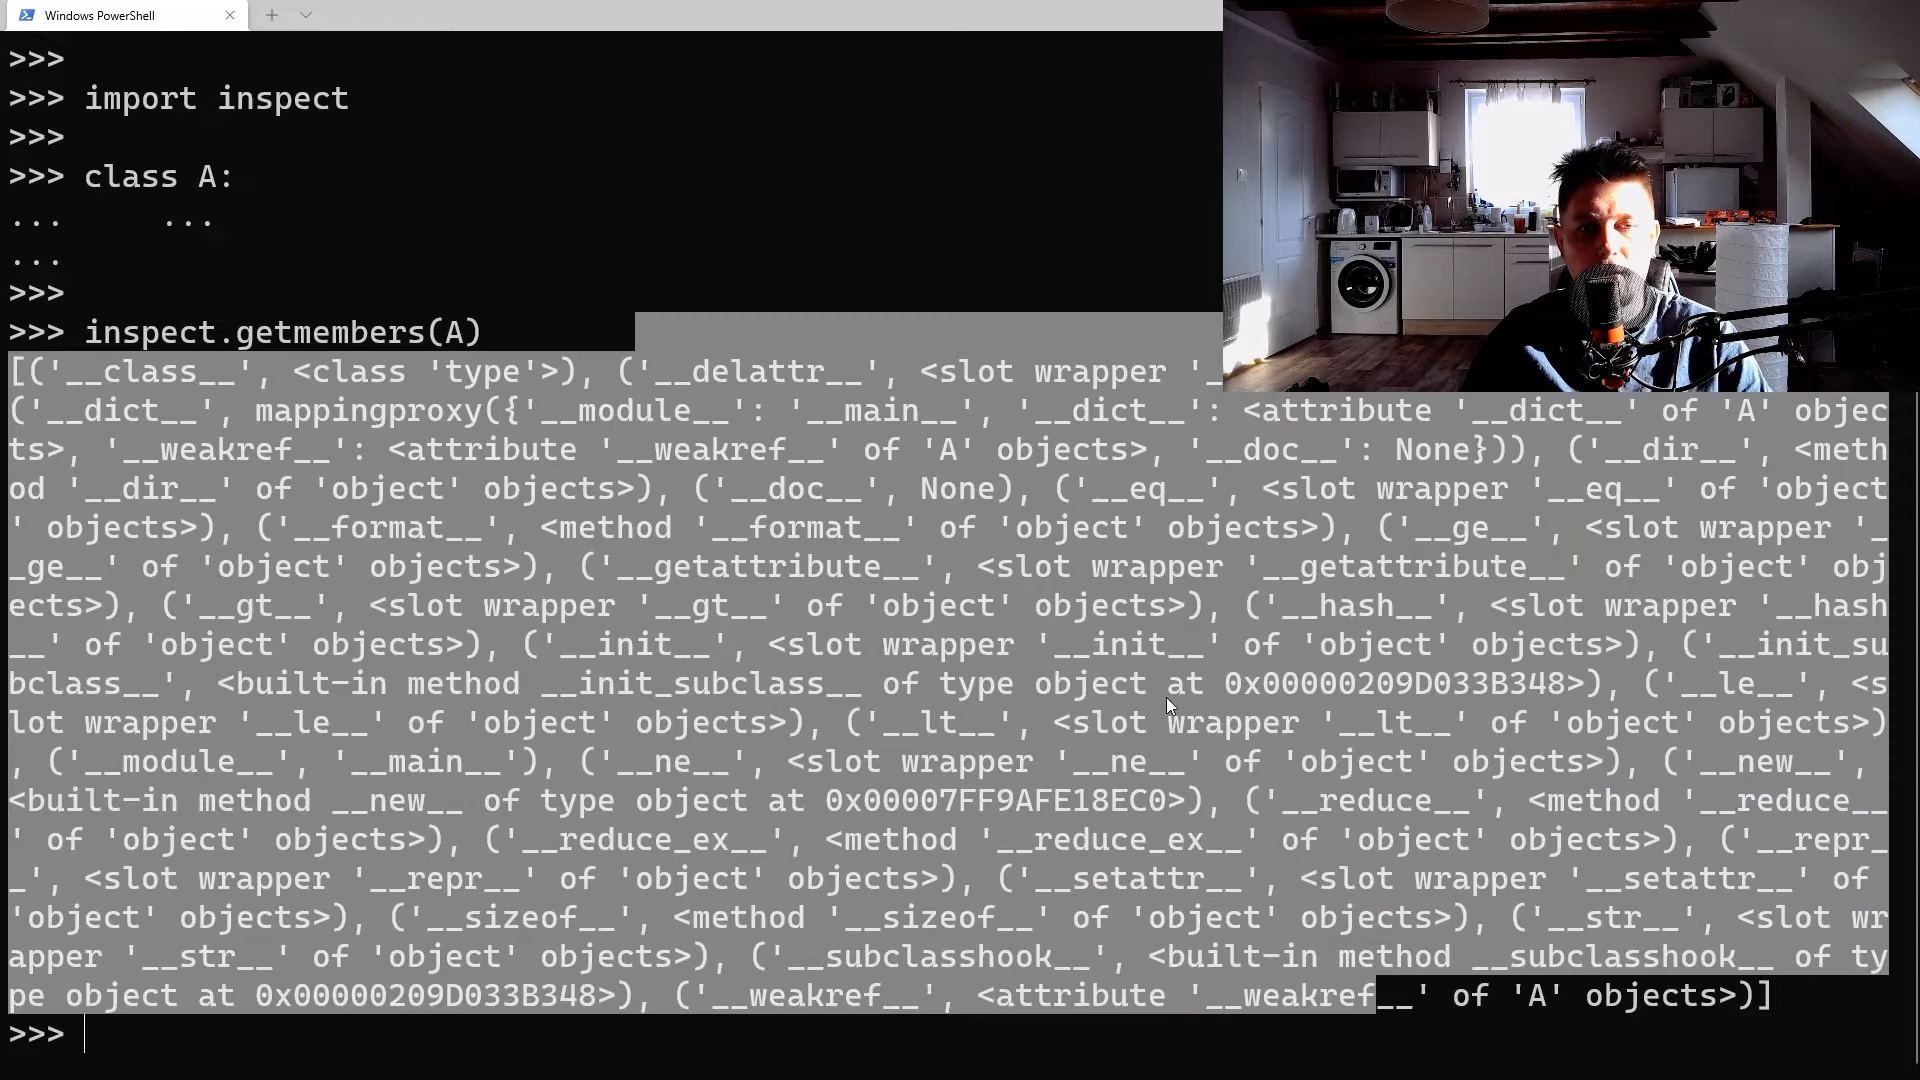 Windows PowerShell
>>>
>>> import inspect
>>>
>>> class A:
...     ...
...
>>>
>>> inspect.getmembers(A)
[('__class__', <class 'type'>), ('__delattr__', <slot wrapper '_
('__dict__', mappingproxy({'__module__': '__main__', '__dict__': <attribute '__dict__' of 'A' objec
ts>, '__weakref__': <attribute '__weakref__' of 'A' objects>, '__doc__': None})), ('__dir__', <meth
od '__dir__' of 'object' objects>), ('__doc__', None), ('__eq__', <slot wrapper '__eq__' of 'object
' objects>), ('__format__', <method '__format__' of 'object' objects>), ('__ge__', <slot wrapper '_
_ge__' of 'object' objects>), ('__getattribute__', <slot wrapper '__getattribute__' of 'object' obj
ects>), ('__gt__', <slot wrapper '__gt__' of 'object' objects>), ('__hash__', <slot wrapper '__hash
__' of 'object' objects>), ('__init__', <slot wrapper '__init__' of 'object' objects>), ('__init_su
bclass__', <built-in method __init_subclass__ of type object at 0x00000209D033B348>), ('__le__', <s
lot wrapper '__le__' of 'object' objects>), ('__lt__', <slot wrapper '__lt__' of 'object' objects>)
, ('__module__', '__main__'), ('__ne__', <slot wrapper '__ne__' of 'object' objects>), ('__new__',
<built-in method __new__ of type object at 0x00007FF9AFE18EC0>), ('__reduce__', <method '__reduce__
' of 'object' objects>), ('__reduce_ex__', <method '__reduce_ex__' of 'object' objects>), ('__repr_
_', <slot wrapper '__repr__' of 'object' objects>), ('__setattr__', <slot wrapper '__setattr__' of
'object' objects>), ('__sizeof__', <method '__sizeof__' of 'object' objects>), ('__str__', <slot wr
apper '__str__' of 'object' objects>), ('__subclasshook__', <built-in method __subclasshook__ of ty
pe object at 0x00000209D033B348>), ('__weakref__', <attribute '__weakref__' of 'A' objects>)]
>>>